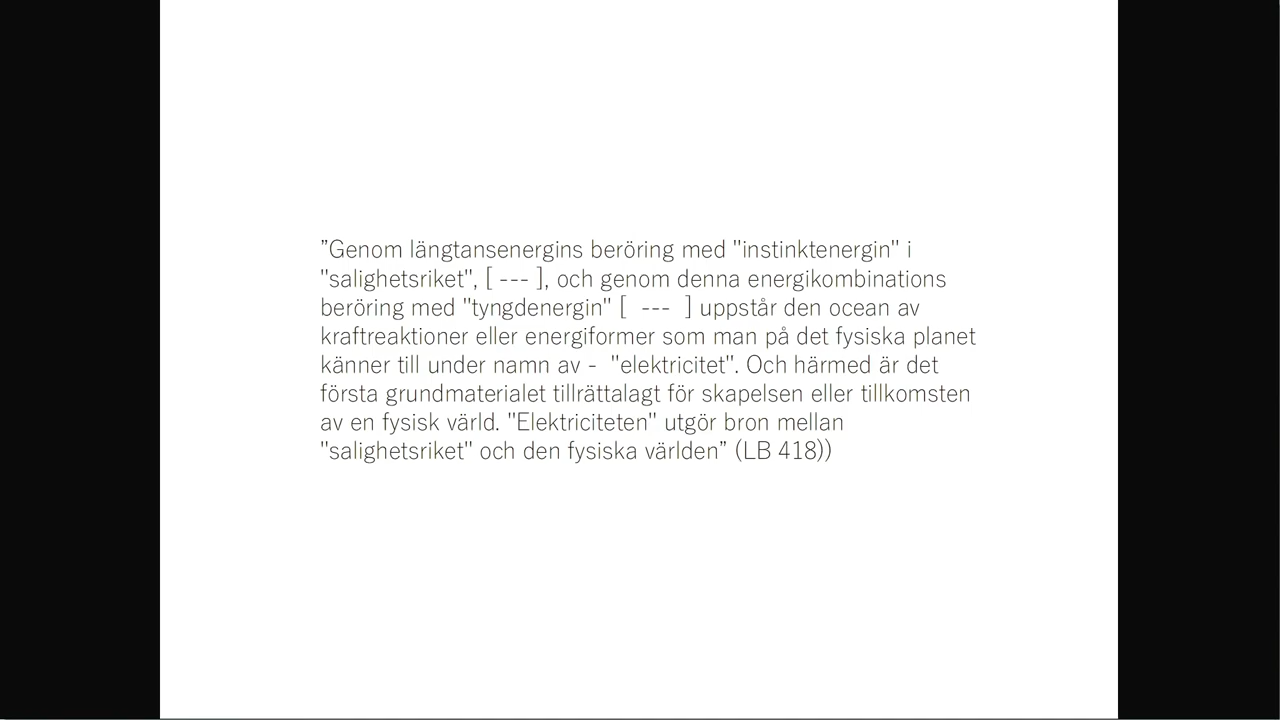 ”Genom längtansenergins beröring med "instinktenergin" i
"salighetsriket", [ --- ], och genom denna energikombinations
beröring med "tyngdenergin" [  ---  ] uppstår den ocean av
kraftreaktioner eller energiformer som man på det fysiska planet
känner till under namn av -  "elektricitet". Och härmed är det
första grundmaterialet tillrättalagt för skapelsen eller tillkomsten
av en fysisk värld. "Elektriciteten" utgör bron mellan
"salighetsriket" och den fysiska världen” (LB 418))